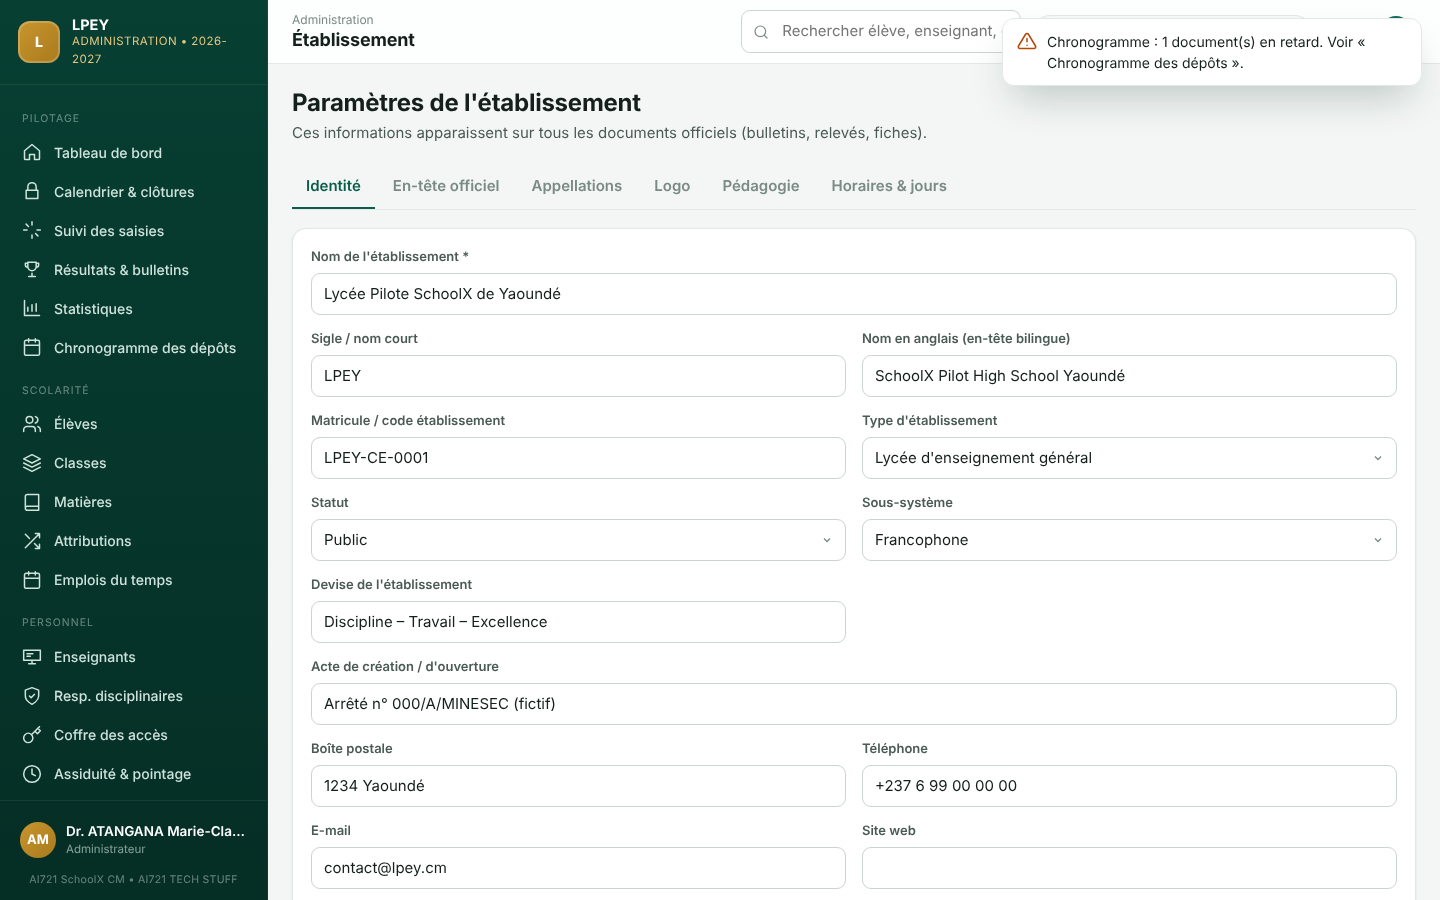 L
LPEY
ADMINISTRATION • 2026-
2027
PILOTAGE
Tableau de bord
Calendrier & clôtures
Suivi des saisies
Résultats & bulletins
Statistiques
Chronogramme des dépôts
SCOLARITÉ
Élèves
Classes
Matières
Attributions
Emplois du temps
PERSONNEL
Enseignants
Resp. disciplinaires
Coffre des accès
Assiduité & pointage
AM
Dr. ATANGANA Marie-Cla...
Administrateur
AI721 SchoolX CM • AI721 TECH STUFF
Administration
Établissement
Rechercher élève, enseignant,
Chronogramme : 1 document(s) en retard. Voir «
Chronogramme des dépôts ».
Paramètres de l'établissement
Ces informations apparaissent sur tous les documents officiels (bulletins, relevés, fiches).
Identité
En-tête officiel
Appellations
Logo
Pédagogie
Horaires & jours
Nom de l'établissement *
Lycée Pilote SchoolX de Yaoundé
Sigle / nom court
LPEY
Nom en anglais (en-tête bilingue)
SchoolX Pilot High School Yaoundé
Matricule / code établissement
LPEY-CE-0001
Type d'établissement
Lycée d'enseignement général
Statut
Public
Sous-système
Francophone
Devise de l'établissement
Discipline – Travail – Excellence
Acte de création / d'ouverture
Arrêté n° 000/A/MINESEC (fictif)
Boîte postale
1234 Yaoundé
Téléphone
+237 6 99 00 00 00
E-mail
contact@lpey.cm
Site web